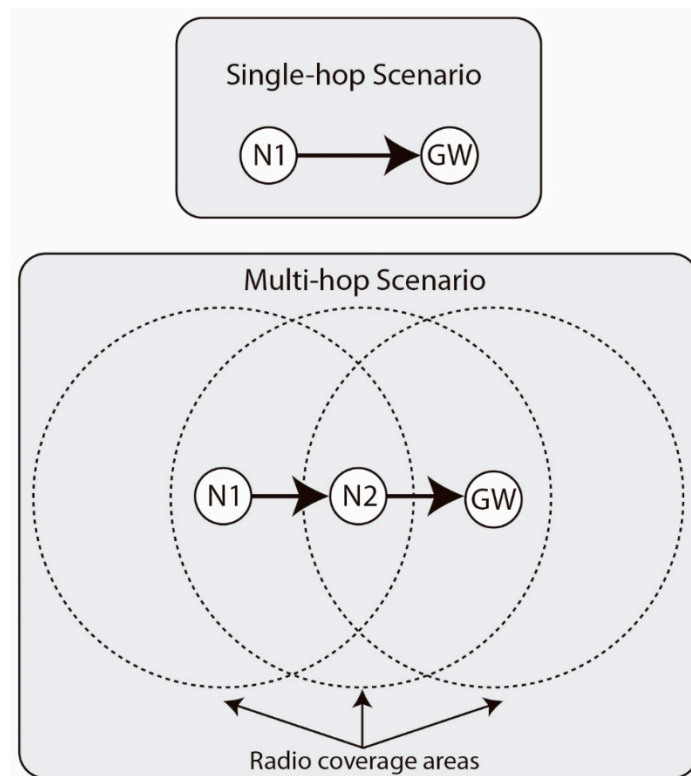 Single-hop Scenario
N1
GW
Multi-hop Scenario
N1
N2
GW
Radio coverage areas